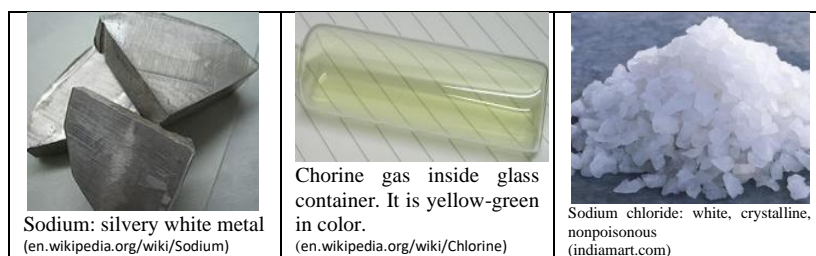 Sodium: silvery white metal
(en.wikipedia.org/wiki/Sodium)
Chorine gas inside glass
container. It is yellow-green
in color.
(en.wikipedia.org/wiki/Chlorine)
Sodium chloride: white, crystalline,
nonpoisonous
(indiamart.com)